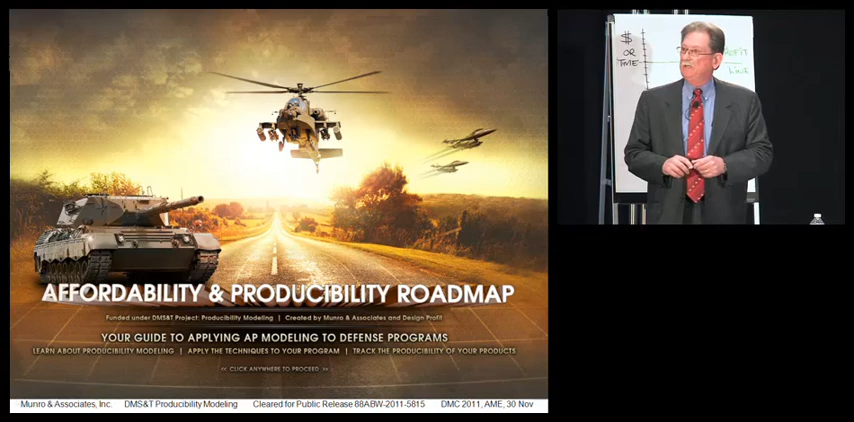 AFFORDABILITY & PRODUCIBILITY ROADMAP
Funded under DMS&T Project: Producibility Modeling | Created by Munro & Associates and Design Profit
YOUR GUIDE TO APPLYING AP MODELING TO DEFENSE PROGRAMS
LEARN ABOUT PRODUCIBILITY MODELING | APPLY THE TECHNIQUES TO YOUR PROGRAM | TRACK THE PRODUCIBILITY OF YOUR PRODUCTS
<< CLICK ANYWHERE TO PROCEED >>
Munro & Associates, Inc. DMS&T Producibility Modeling Cleared for Public Release 88ABW-2011-5815 DMC 2011, AME, 30 Nov
$
OR
TIME